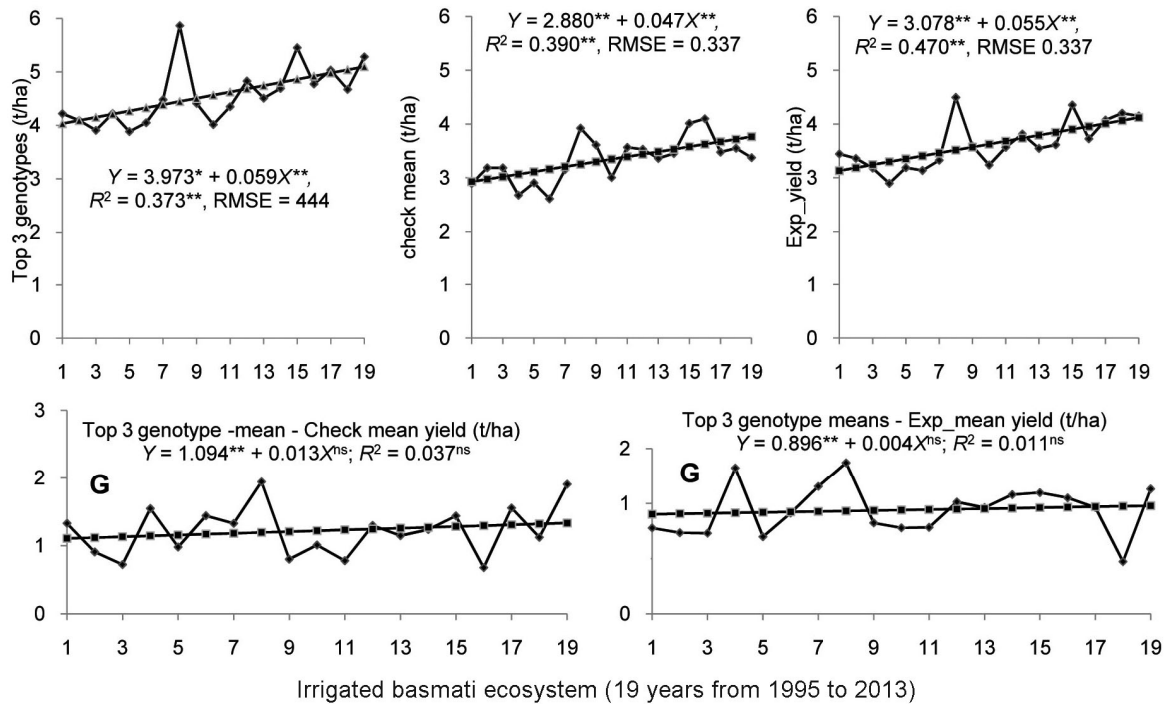 Top 3 genotypes (t/ha)
6
5
4
3
2
1
0
Y = 3.973* + 0.059X**,
R² = 0.373**, RMSE = 444
1 3 5 7 9 11 13 15 17 19
check mean (t/ha)
6
5
4
3
2
1
0
Y = 2.880** + 0.047X**,
R² = 0.390**, RMSE = 0.337
1 3 5 7 9 11 13 15 17 19
Exp_yield (t/ha)
6
5
4
3
2
1
0
Y = 3.078** + 0.055X**,
R² = 0.470**, RMSE 0.337
1 3 5 7 9 11 13 15 17 19
3
2
1
0
Top 3 genotype -mean - Check mean yield (t/ha)
Y = 1.094** + 0.013Xⁿˢ; R² = 0.037ⁿˢ
G
1 3 5 7 9 11 13 15 17 19
2
1
0
Top 3 genotype means - Exp_mean yield (t/ha)
Y = 0.896** + 0.004Xⁿˢ; R² = 0.011ⁿˢ
G
1 3 5 7 9 11 13 15 17 19
Irrigated basmati ecosystem (19 years from 1995 to 2013)